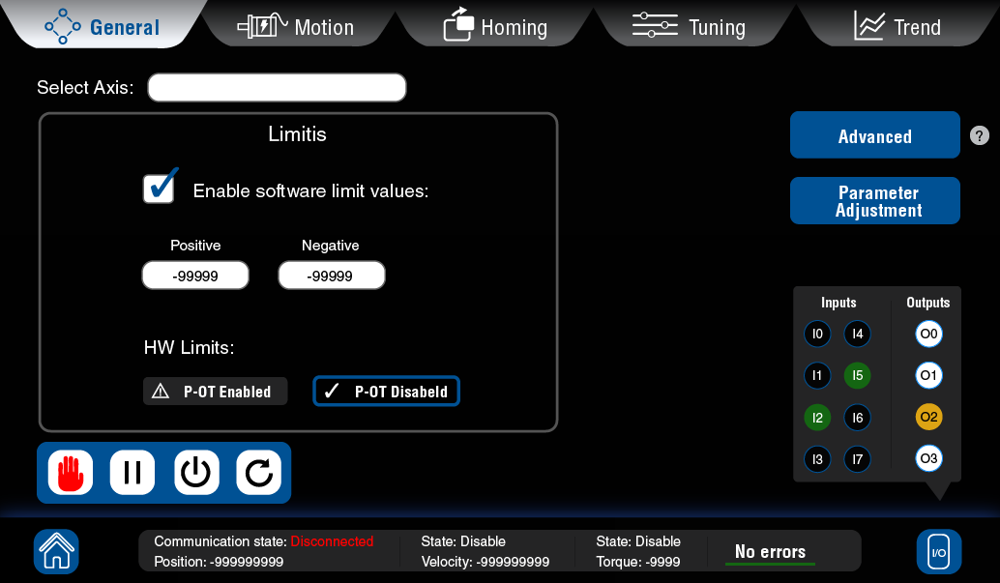 General
Motion
Homing
Tuning
Trend
Select Axis:
Limitis
Enable software limit values:
Positive
Negative
-99999
-99999
HW Limits:
P-OT Enabled
P-OT Disabeld
Advanced
?
Parameter
Adjustment
Inputs
Outputs
I0
I4
O0
I1
I5
O1
I2
I6
O2
I3
I7
O3
Communication state: Disconnected
Position: -999999999
State: Disable
Velocity: -999999999
State: Disable
Torque: -9999
No errors
I/O